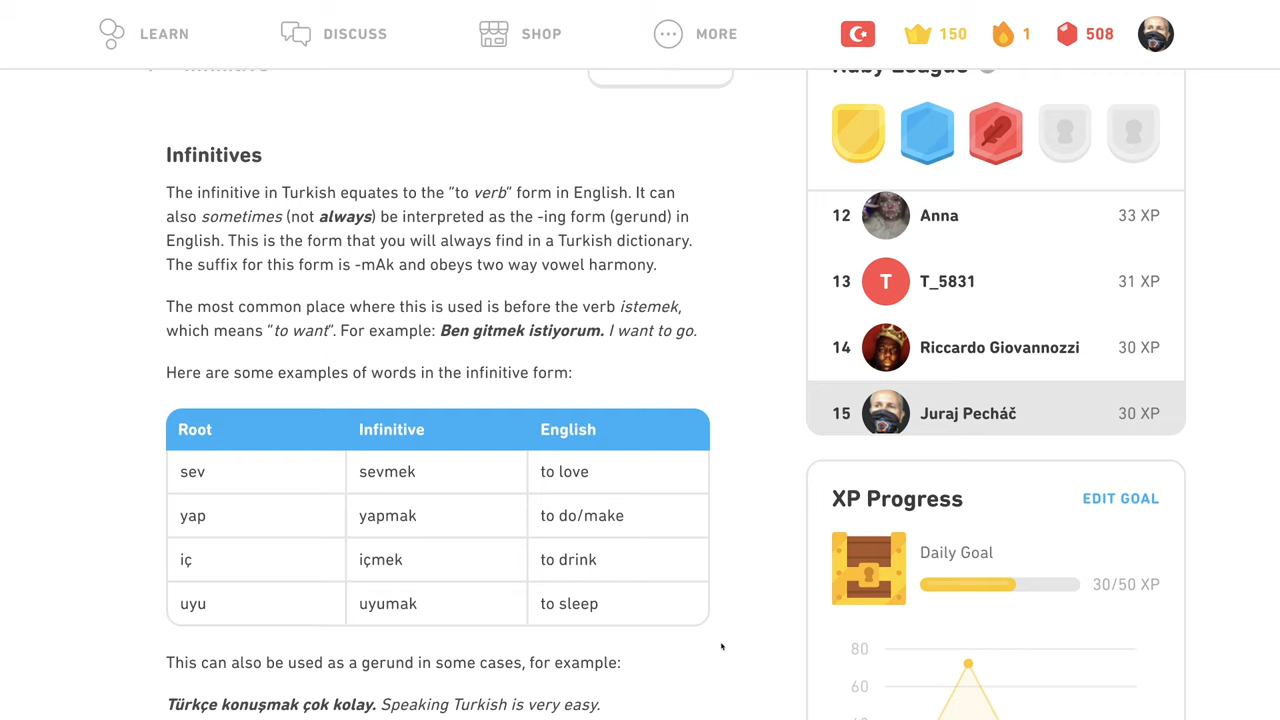 LEARN
DISCUSS
SHOP
MORE
150
1
508
Infinitive
Ruby League
Infinitives
The infinitive in Turkish equates to the “to verb” form in English. It can
also sometimes (not always) be interpreted as the -ing form (gerund) in
English. This is the form that you will always find in a Turkish dictionary.
The suffix for this form is -mAk and obeys two way vowel harmony.
The most common place where this is used is before the verb istemek,
which means “to want”. For example: Ben gitmek istiyorum. I want to go.
Here are some examples of words in the infinitive form:
Root Infinitive English
sev sevmek to love
yap yapmak to do/make
iç içmek to drink
uyu uyumak to sleep
This can also be used as a gerund in some cases, for example:
Türkçe konuşmak çok kolay. Speaking Turkish is very easy.
12 Anna 33 XP
13 T T_5831 31 XP
14 Riccardo Giovannozzi 30 XP
15 Juraj Pecháč 30 XP
XP Progress
EDIT GOAL
Daily Goal
30/50 XP
80
60